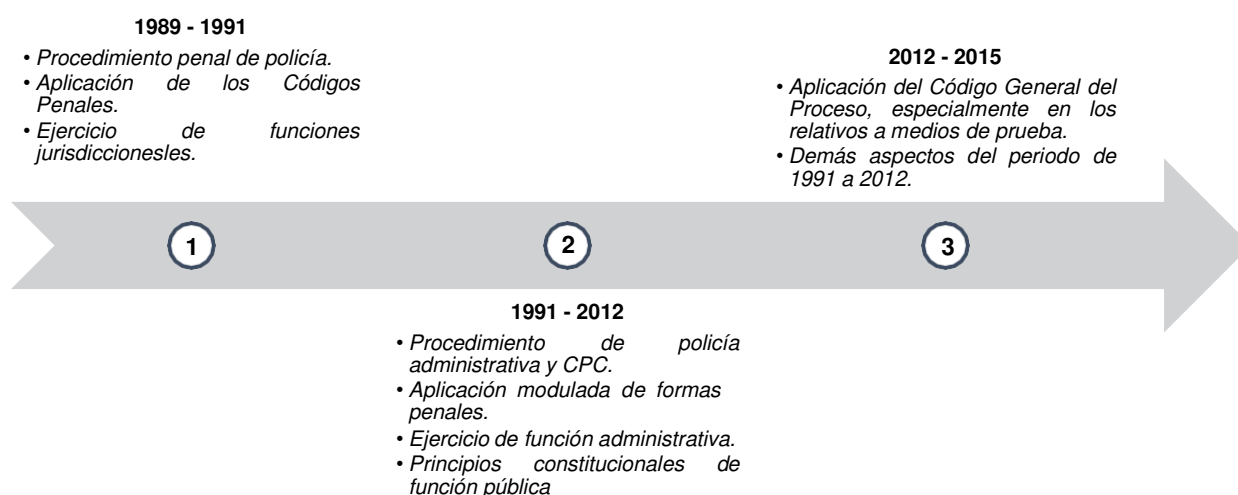 1989 - 1991
• Procedimiento penal de policía.
• Aplicación de los Códigos
Penales.
• Ejercicio de funciones
jurisdiccionesles.
2012 - 2015
• Aplicación del Código General del
Proceso, especialmente en los
relativos a medios de prueba.
• Demás aspectos del periodo de
1991 a 2012.
1
2
3
1991 - 2012
• Procedimiento de policía
administrativa y CPC.
• Aplicación modulada de formas
penales.
• Ejercicio de función administrativa.
• Principios constitucionales de
función pública